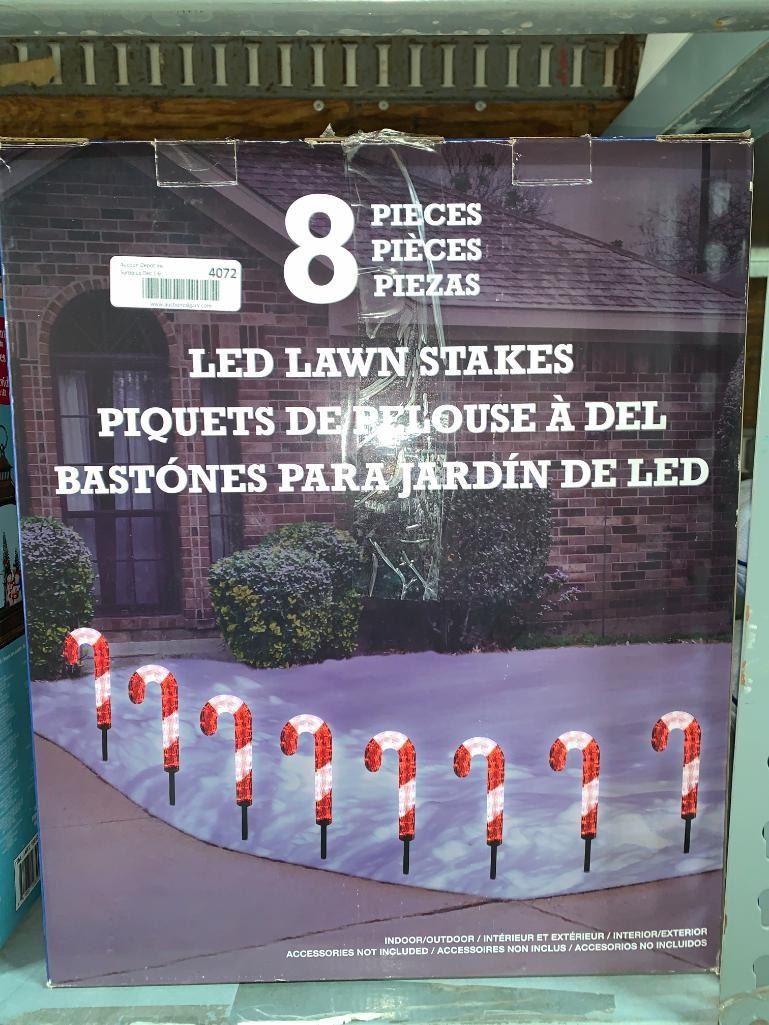 8 PIECES
PIÈCES
PIEZAS
4072
LED LAWN STAKES
PIQUETS DE PELOUSE À DEL
BASTÓNES PARA JARDÍN DE LED
INDOOR/OUTDOOR / INTÉRIEUR ET EXTÉRIEUR / INTERIOR/EXTERIOR
ACCESSORIES NOT INCLUDED / ACCESSOIRES NON INCLUS / ACCESORIOS NO INCLUIDOS